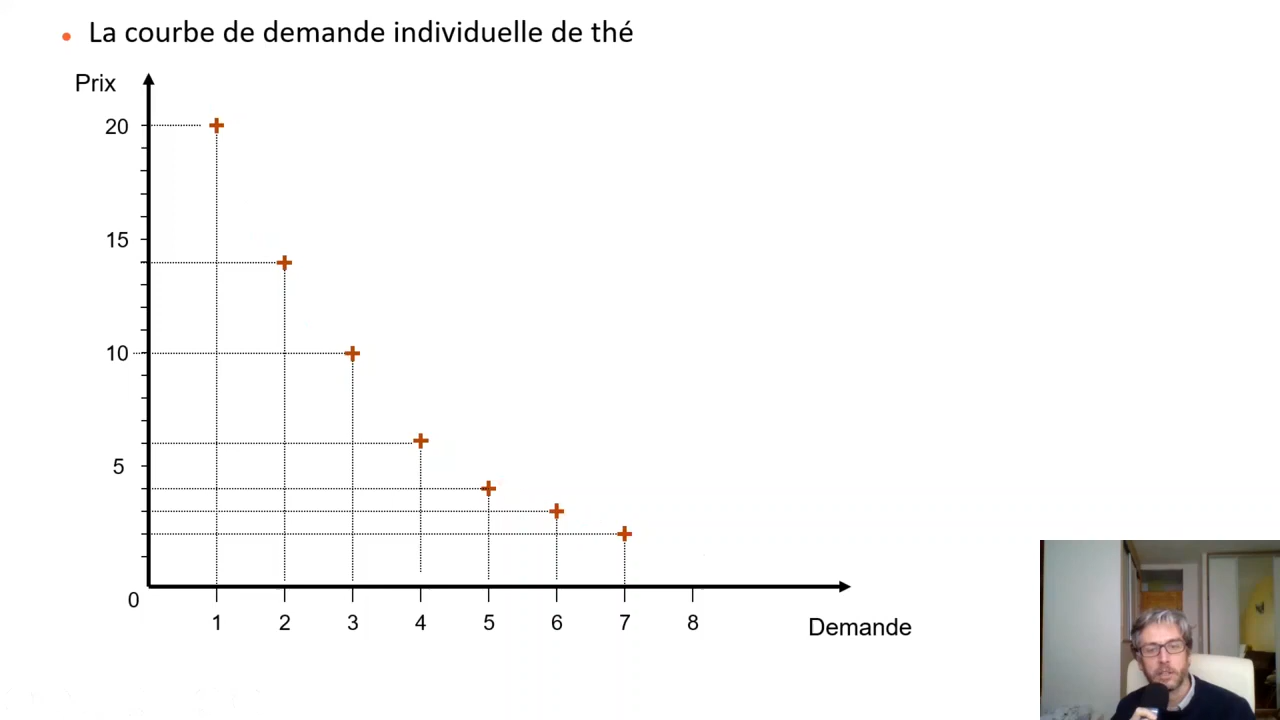 • La courbe de demande individuelle de thé
Prix
20
15
10
5
0
1 2 3 4 5 6 7 8
Demande